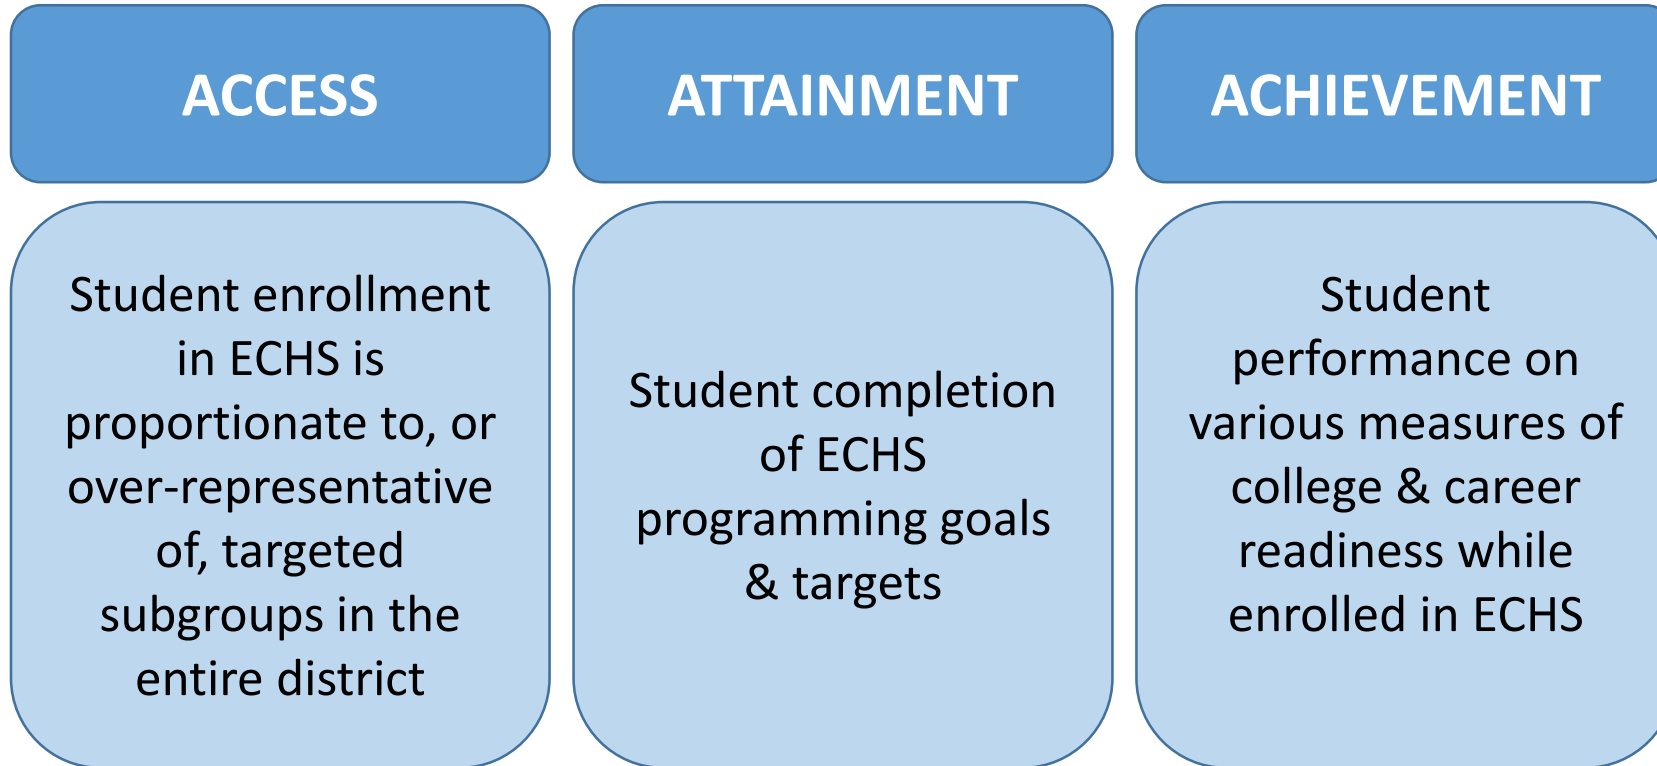 ACCESS
ATTAINMENT
ACHIEVEMENT
Student enrollment
in ECHS is
proportionate to, or
over-representative
of, targeted
subgroups in the
entire district
Student completion
of ECHS
programming goals
& targets
Student
performance on
various measures of
college & career
readiness while
enrolled in ECHS